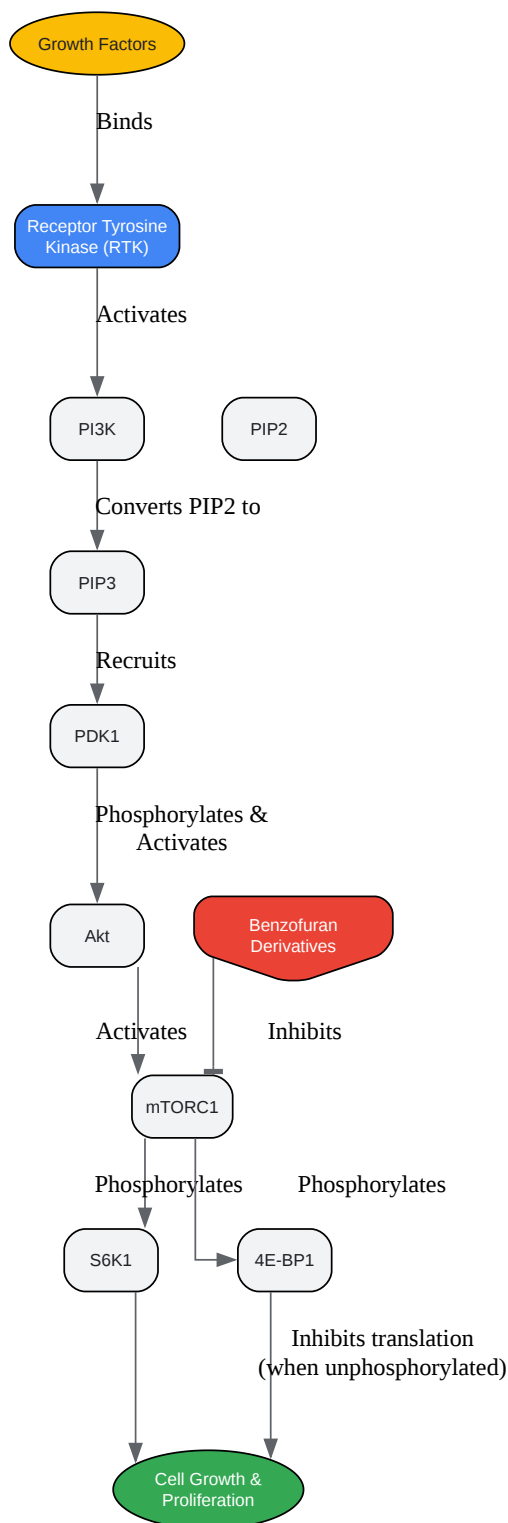 Growth Factors
Binds
Receptor Tyrosine
Kinase (RTK)
Activates
PI3K
PIP2
Converts PIP2 to
PIP3
Recruits
PDK1
Phosphorylates &
Activates
Akt
Benzofuran
Derivatives
Activates
Inhibits
mTORC1
Phosphorylates
Phosphorylates
S6K1
4E-BP1
Inhibits translation
(when unphosphorylated)
Cell Growth &
Proliferation